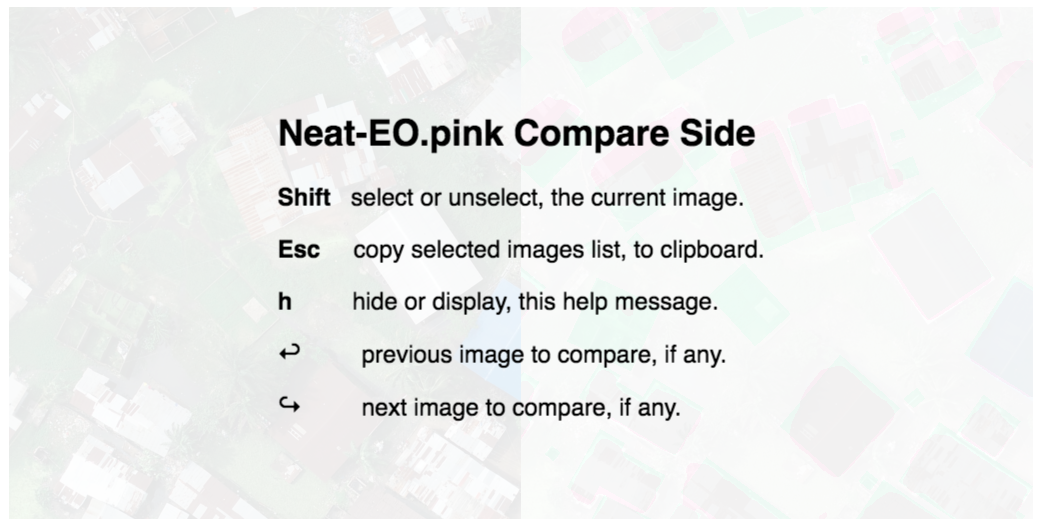 Neat-EO.pink Compare Side
Shift select or unselect, the current image.
Esc copy selected images list, to clipboard.
h hide or display, this help message.
↩ previous image to compare, if any.
↪ next image to compare, if any.